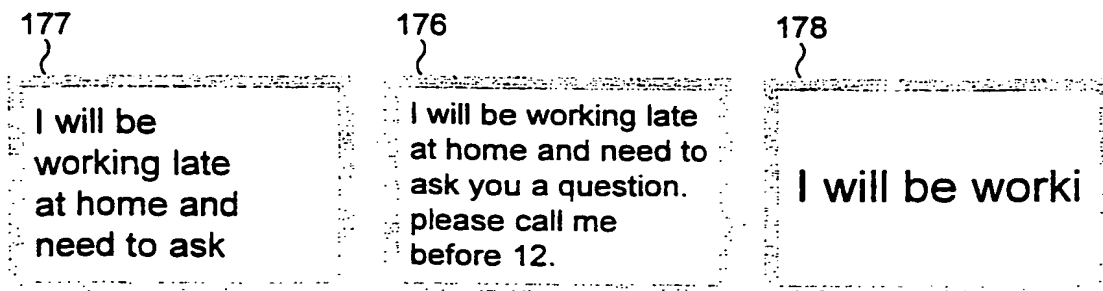 177
I will be
working late
at home and
need to ask
176
I will be working late
at home and need to
ask you a question.
please call me
before 12.
178
I will be worki